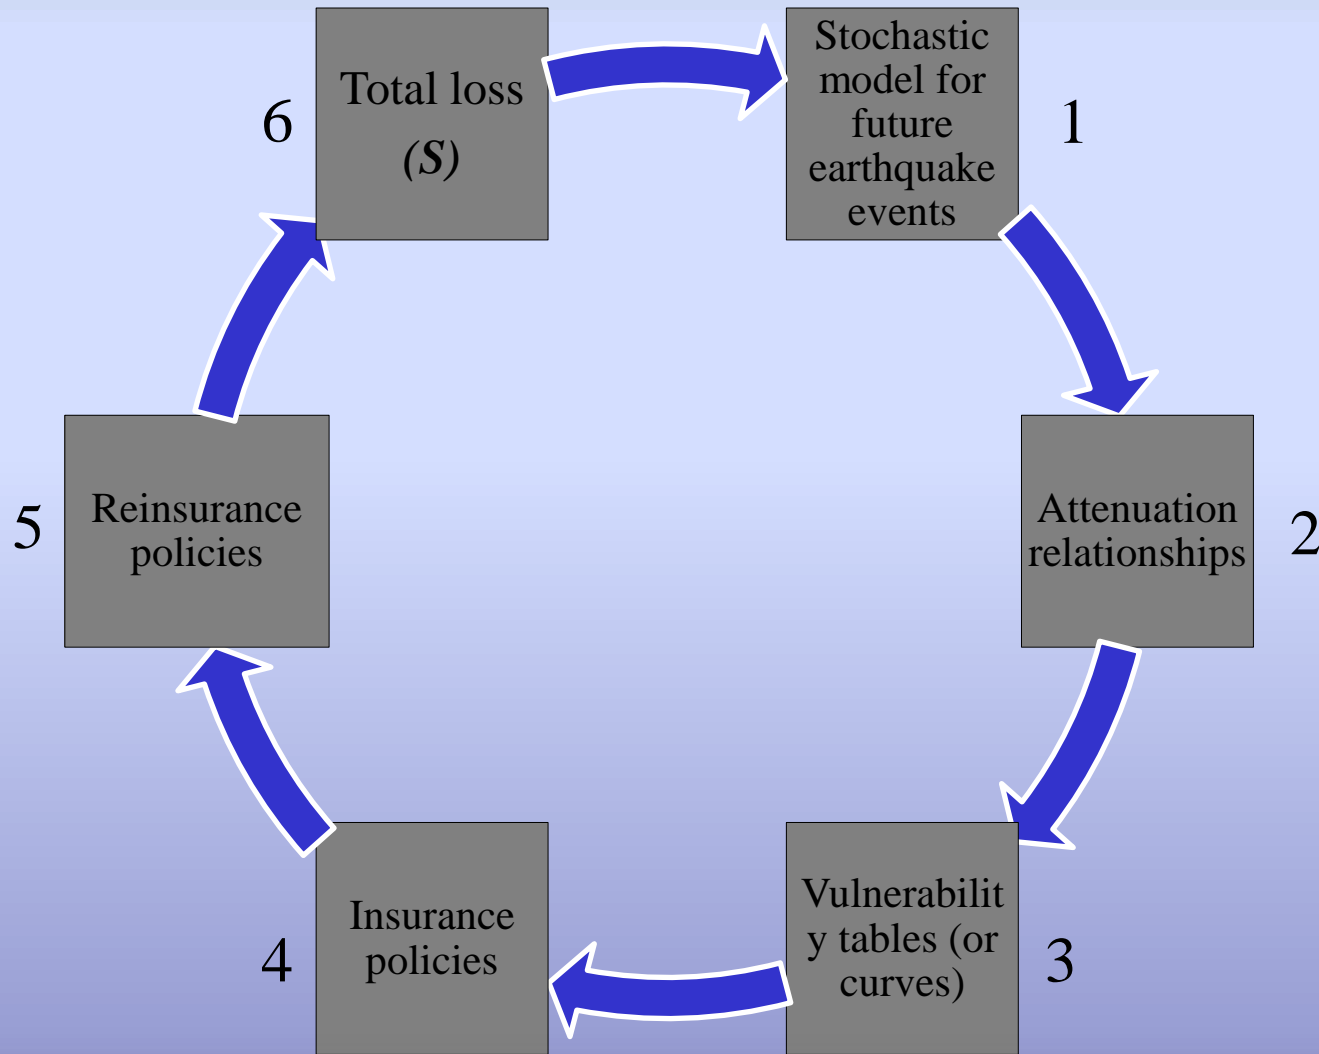 Total loss
(S)
6
Stochastic
model for
future
earthquake
events
1
Attenuation
relationships
2
Vulnerabilit
y tables (or
curves)
3
Insurance
policies
4
Reinsurance
policies
5